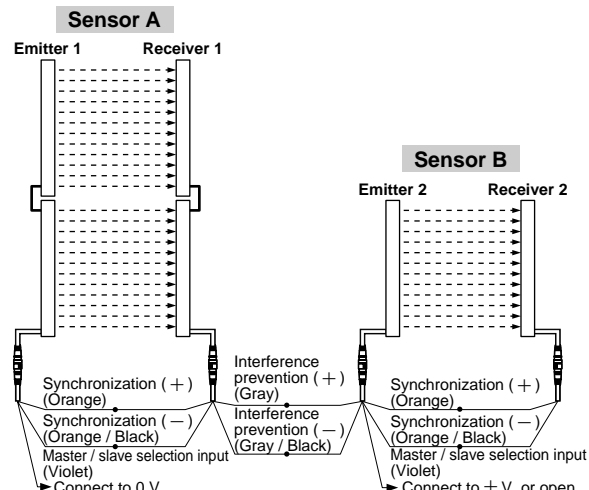 Sensor A
Emitter 1
Receiver 1
Sensor B
Emitter 2
Receiver 2
Synchronization (+)
(Orange)
Synchronization (−)
(Orange / Black)
Master / slave selection input
(Violet)
Connect to 0 V
Interference
prevention (+)
(Gray)
Interference
prevention (−)
(Gray / Black)
Synchronization (+)
(Orange)
Synchronization (−)
(Orange / Black)
Master / slave selection input
(Violet)
Connect to + V, or open